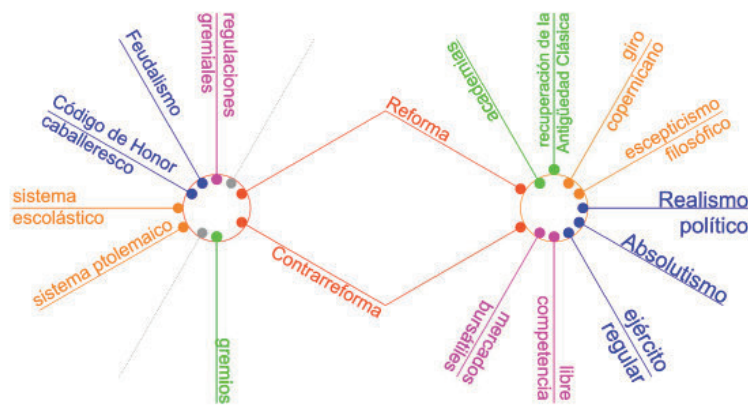 regulaciones
gremiales
Feudalismo
Código de Honor
caballeresco
sistema
escolástico
sistema ptolemaico
gremios
Reforma
Contrarreforma
academias
recuperación de la
Antigüedad Clásica
giro
copernicano
escepticismo
filosófico
Realismo
político
Absolutismo
ejército
regular
libre
competencia
mercados
bursátiles